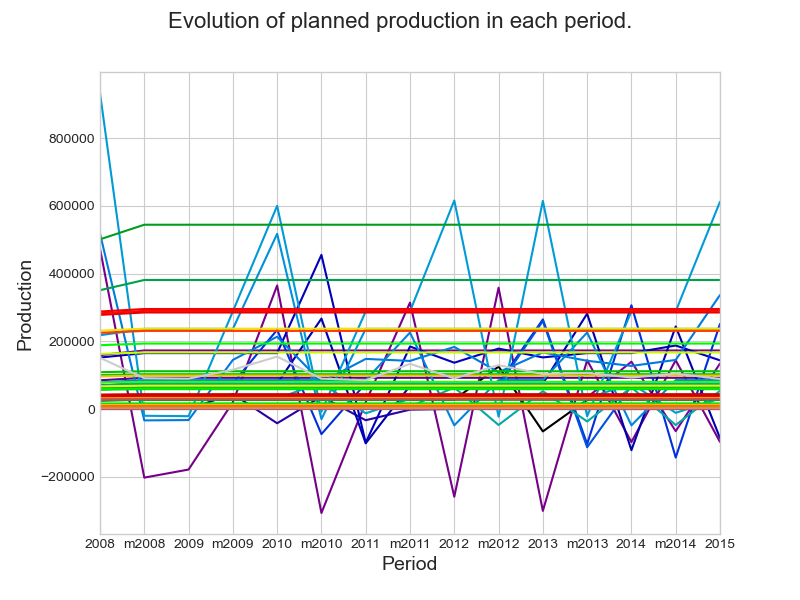 Evolution of planned production in each period.
Production
800000
600000
400000
200000
0
−200000
2008 m2008 2009 m2009 2010 m2010 2011 m2011 2012 m2012 2013 m2013 2014 m2014 2015
Period